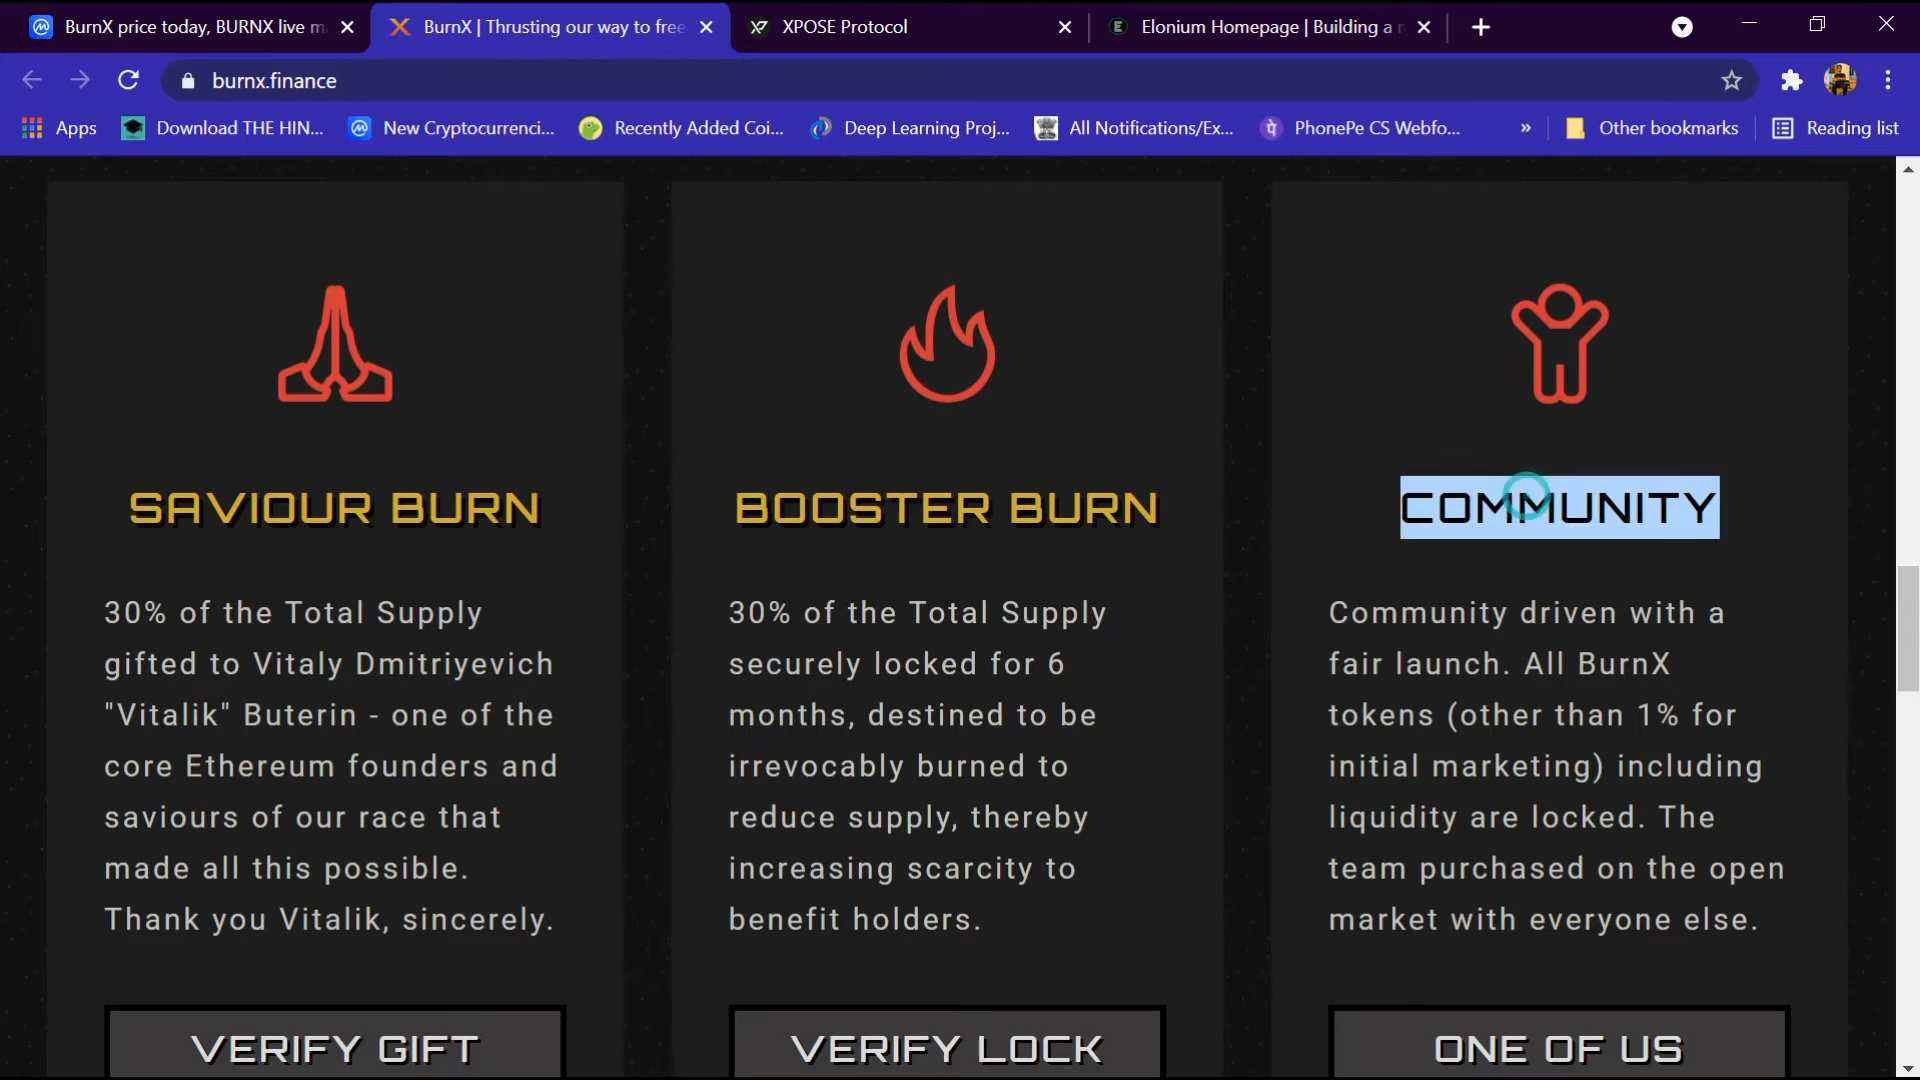 BurnX price today, BURNX live m
BurnX | Thrusting our way to free
XPOSE Protocol
Elonium Homepage | Building a r
burnx.finance
Apps
Download THE HIN...
New Cryptocurrenci...
Recently Added Coi...
Deep Learning Proj...
All Notifications/Ex...
PhonePe CS Webfo...
»
Other bookmarks
Reading list
SAVIOUR BURN
30% of the Total Supply
gifted to Vitaly Dmitriyevich
"Vitalik" Buterin - one of the
core Ethereum founders and
saviours of our race that
made all this possible.
Thank you Vitalik, sincerely.
VERIFY GIFT
BOOSTER BURN
30% of the Total Supply
securely locked for 6
months, destined to be
irrevocably burned to
reduce supply, thereby
increasing scarcity to
benefit holders.
VERIFY LOCK
COMMUNITY
Community driven with a
fair launch. All BurnX
tokens (other than 1% for
initial marketing) including
liquidity are locked. The
team purchased on the open
market with everyone else.
ONE OF US